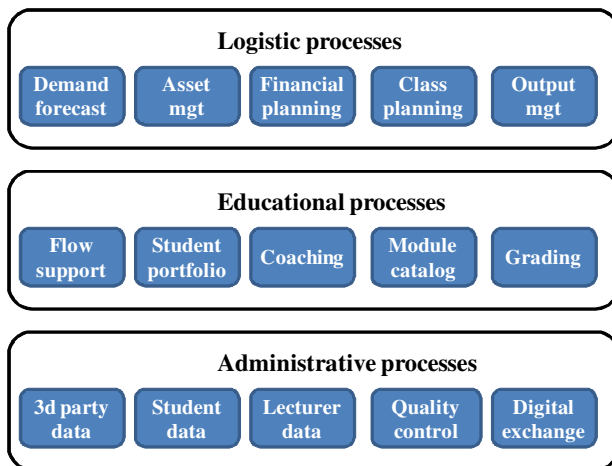 Logistic processes
Demand
forecast
Asset
mgt
Financial
planning
Class
planning
Output
mgt
Educational processes
Flow
support
Student
portfolio
Coaching
Module
catalog
Grading
Administrative processes
3d party
data
Student
data
Lecturer
data
Quality
control
Digital
exchange